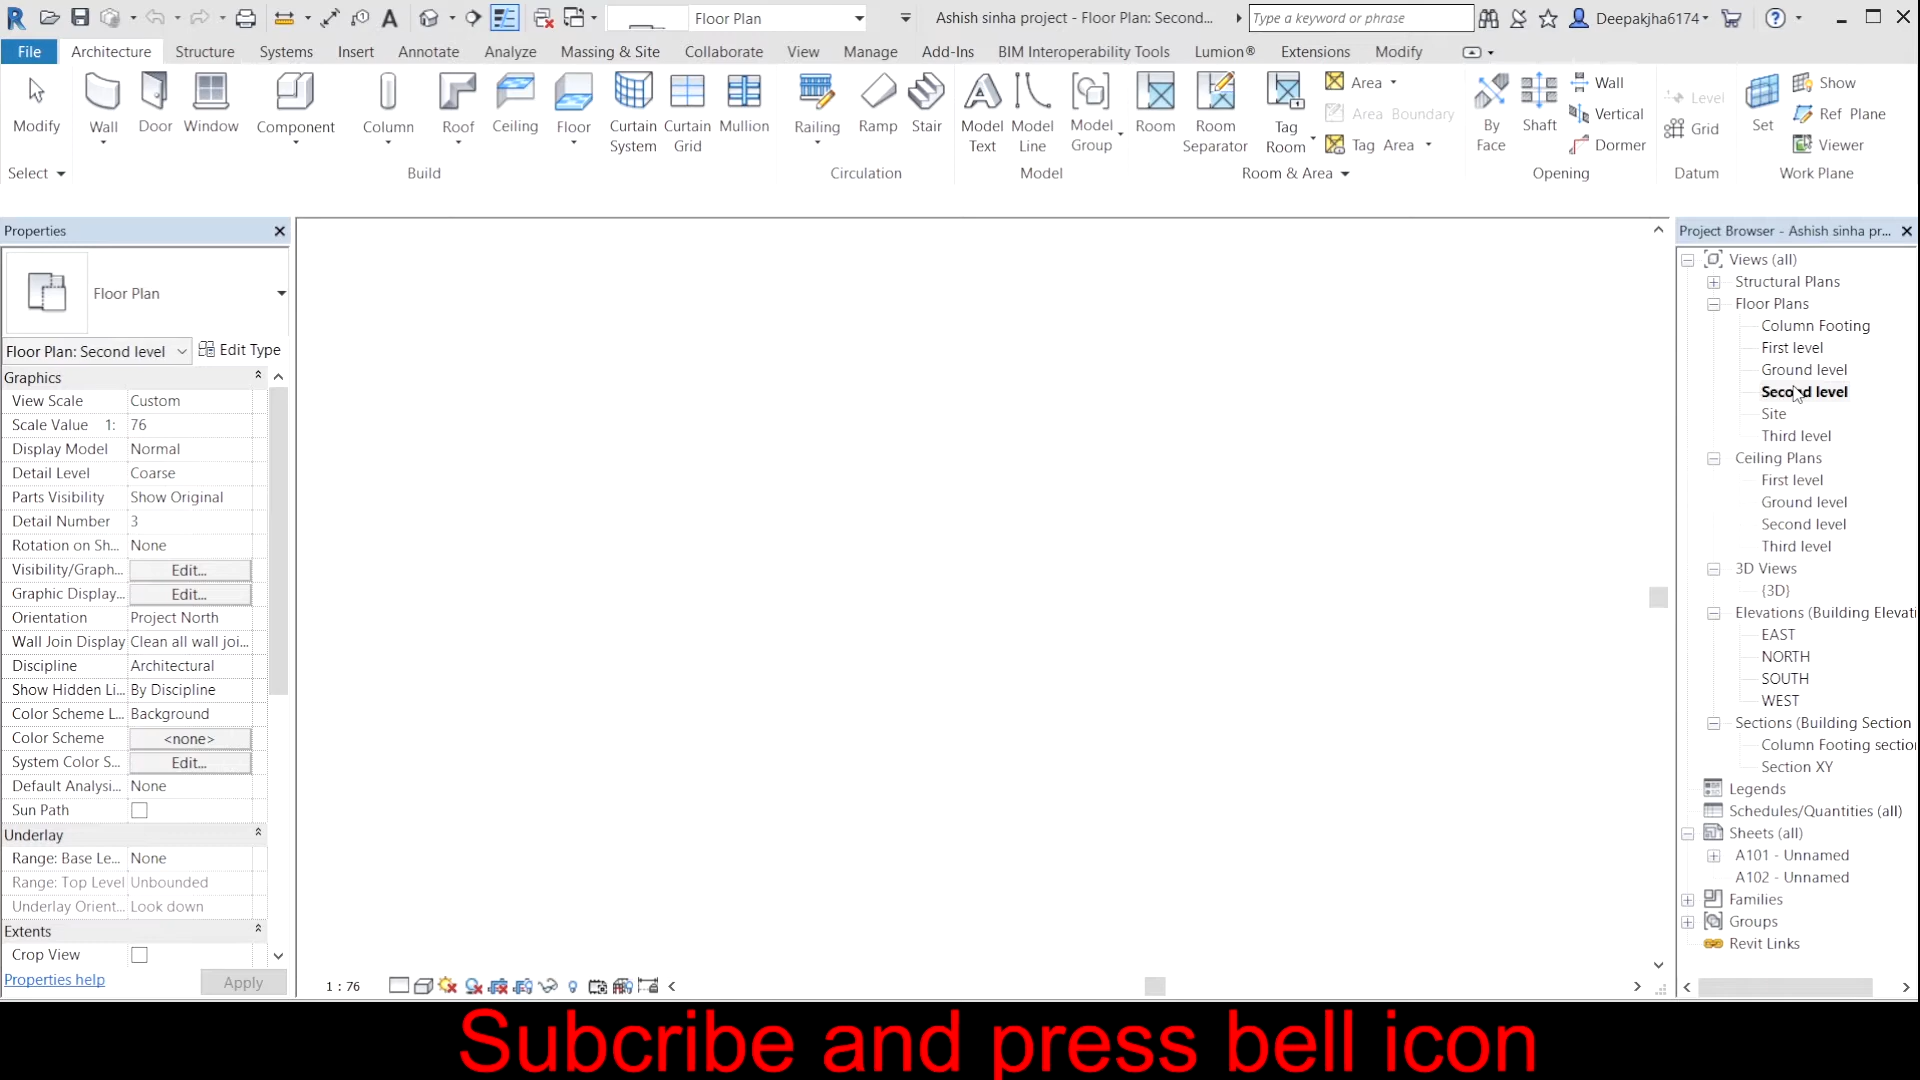 Floor Plan
Ashish sinha project - Floor Plan: Second...
Type a keyword or phrase
Deepakjha6174
File
Architecture
Structure
Systems
Insert
Annotate
Analyze
Massing & Site
Collaborate
View
Manage
Add-Ins
BIM Interoperability Tools
Lumion®
Extensions
Modify
Modify
Wall
Door
Window
Component
Column
Roof
Ceiling
Floor
Curtain System
Curtain Grid
Mullion
Railing
Ramp
Stair
Model Text
Model Line
Model Group
Room
Room Separator
Tag Room
Area
Area Boundary
Tag Area
By Face
Shaft
Wall
Vertical
Dormer
Level
Grid
Set
Show
Ref Plane
Viewer
Select
Build
Circulation
Model
Room & Area
Opening
Datum
Work Plane
Properties
Floor Plan
Floor Plan: Second level
Edit Type
Graphics
View Scale Custom
Scale Value 1: 76
Display Model Normal
Detail Level Coarse
Parts Visibility Show Original
Detail Number 3
Rotation on Sh... None
Visibility/Graph... Edit...
Graphic Display... Edit...
Orientation Project North
Wall Join Display Clean all wall joi...
Discipline Architectural
Show Hidden Li... By Discipline
Color Scheme L... Background
Color Scheme <none>
System Color S... Edit...
Default Analysi... None
Sun Path
Underlay
Range: Base Le... None
Range: Top Level Unbounded
Underlay Orient... Look down
Extents
Crop View
Properties help
Apply
1 : 76
Project Browser - Ashish sinha pr...
Views (all)
Structural Plans
Floor Plans
Column Footing
First level
Ground level
Second level
Site
Third level
Ceiling Plans
First level
Ground level
Second level
Third level
3D Views
{3D}
Elevations (Building Elevati
EAST
NORTH
SOUTH
WEST
Sections (Building Section
Column Footing sectio
Section XY
Legends
Schedules/Quantities (all)
Sheets (all)
A101 - Unnamed
A102 - Unnamed
Families
Groups
Revit Links
Subcribe and press bell icon